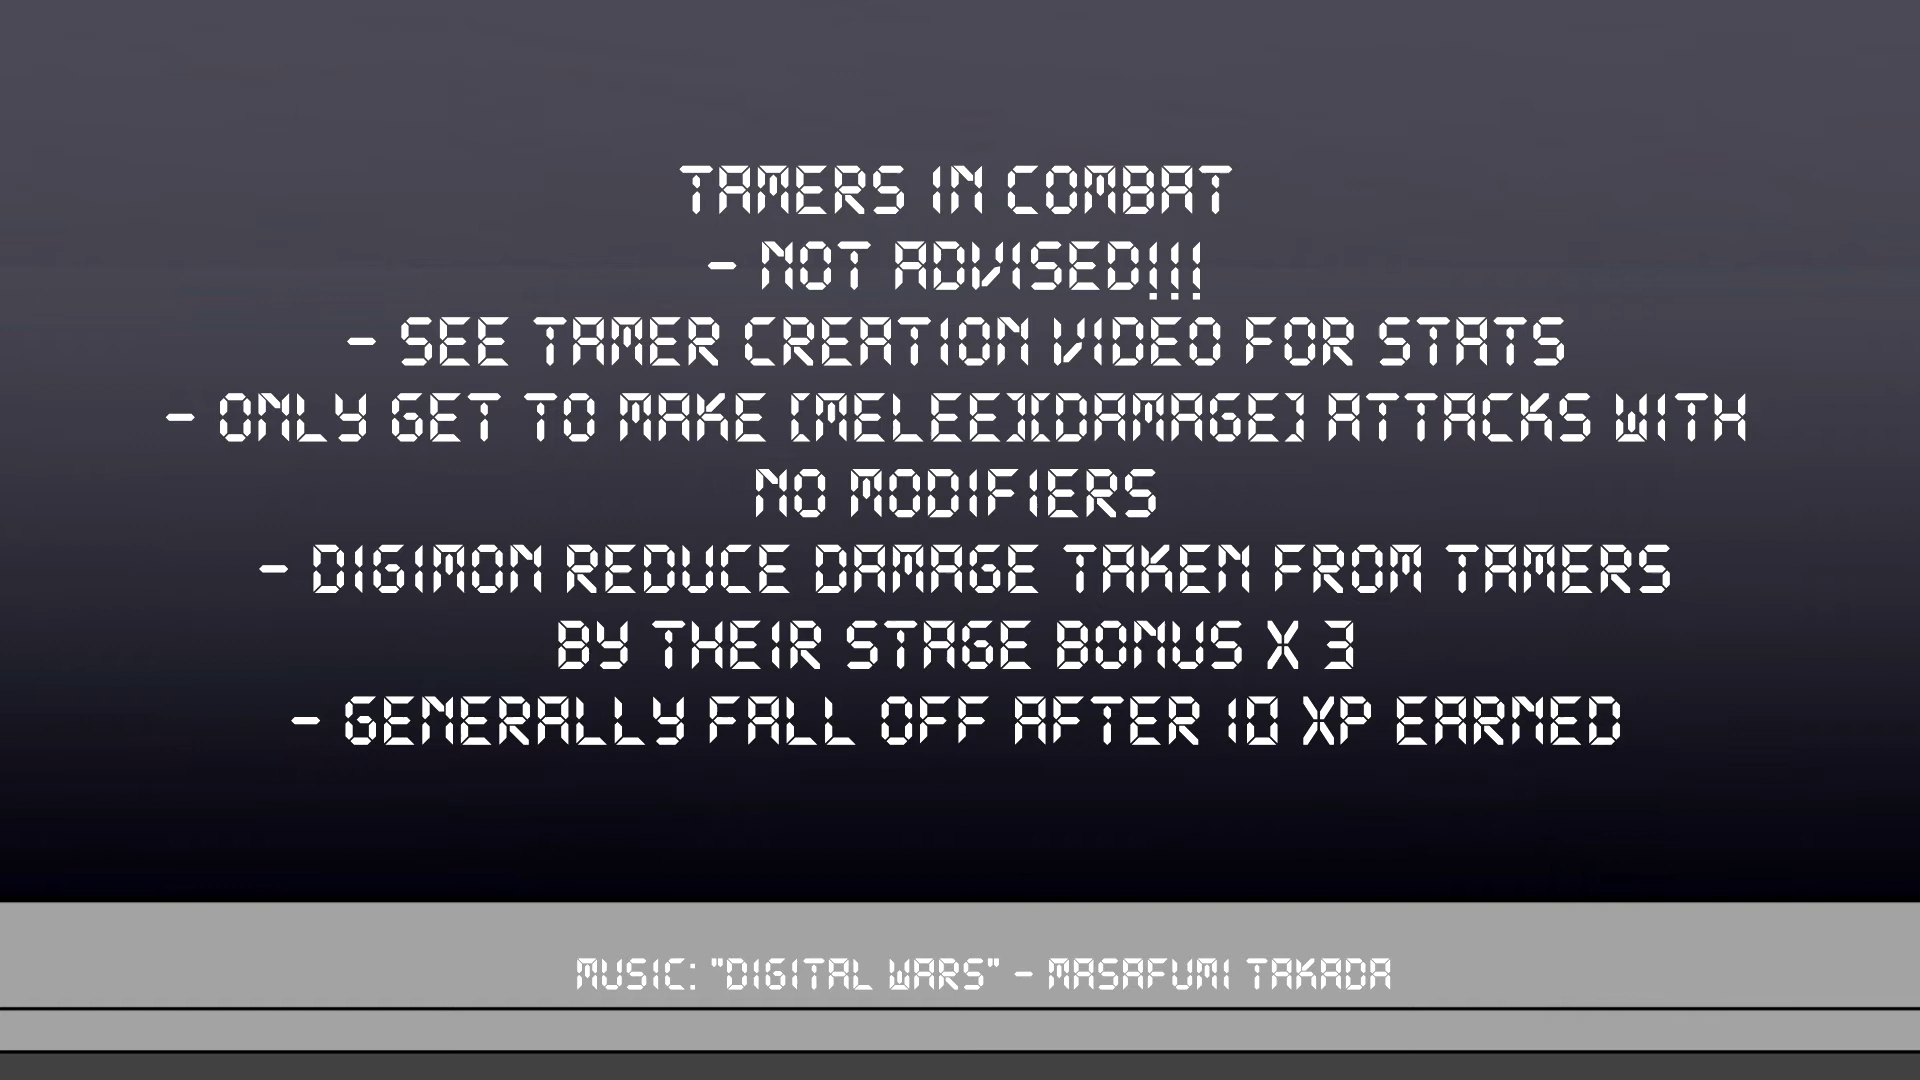 TAMERS IN COMBAT
- NOT ADVISED!!!
- SEE TAMER CREATION VIDEO FOR STATS
- ONLY GET TO MAKE [MELEE][DAMAGE] ATTACKS WITH
NO MODIFIERS
- DIGIMON REDUCE DAMAGE TAKEN FROM TAMERS
BY THEIR STAGE BONUS X 3
- GENERALLY FALL OFF AFTER 10 XP EARNED
MUSIC: "DIGITAL WARS" - MASAFUMI TAKADA